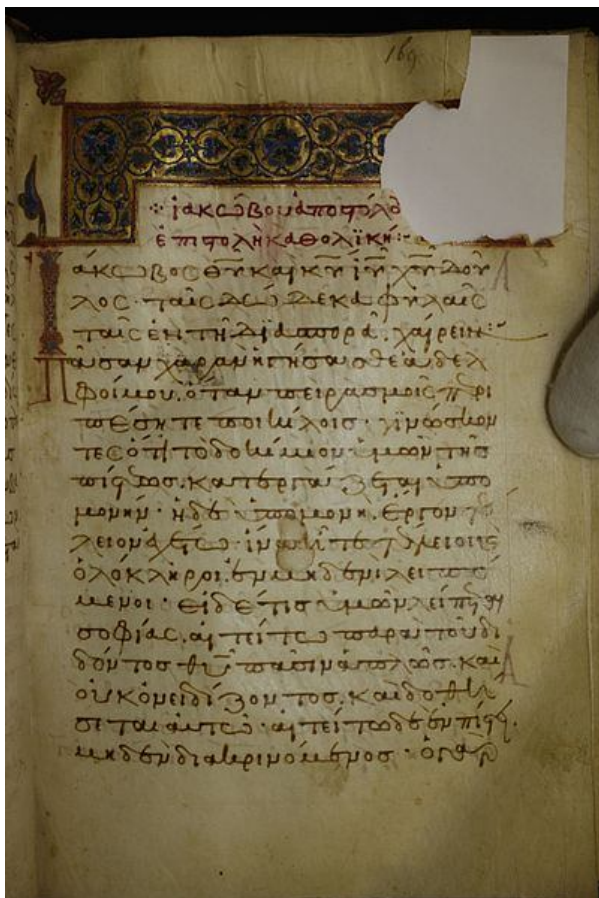 169
ἰακώβου ἀποστόλο
ἐπιστολὴ καθολική:
Ἰάκωβος θυ καὶ κυ ιυ χυ δοῦ
λος· ταῖς δώδεκα φυλαῖς
ταῖς ἐν τῆ διασπορᾶ. χαίρειν:
Πᾶσαν χαρὰν ἡγήσασθε ἀδελ
φοί μου. ὅταν πειρασμοῖς περι
πέσητε ποικίλοις· γινώσκον
τες ὅτι τὸ δοκίμιον ὑμῶν τῆς
πίστεως. κατεργάζεται ὑπο
μονήν· ἡ δὲ ὑπομονὴ. ἔργον τέ
λειον ἐχέτω· ἵνα ἦτε τέλειοι καὶ
ὁλόκληροι. ἐν μηδενὶ λειπό
μενοι· εἰ δέ τις ὑμῶν λείπεται
σοφίας. αἰτείτω παρὰ τοῦ δι
δόντος θυ πᾶσιν ἁπλῶς. καὶ
οὐκ ὀνειδίζοντος. καὶ δοθή
σεται αὐτῶ· αἰτείτω δὲ ἐν πίστει.
μηδὲν διακρινόμενος· ὁ γὰρ